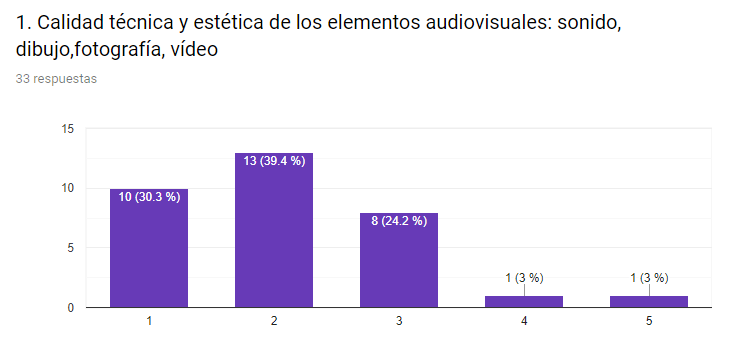 1. Calidad técnica y estética de los elementos audiovisuales: sonido,
dibujo,fotografía, vídeo
33 respuestas
15
10
5
0
10 (30.3 %)
13 (39.4 %)
8 (24.2 %)
1 (3 %)
1 (3 %)
1
2
3
4
5